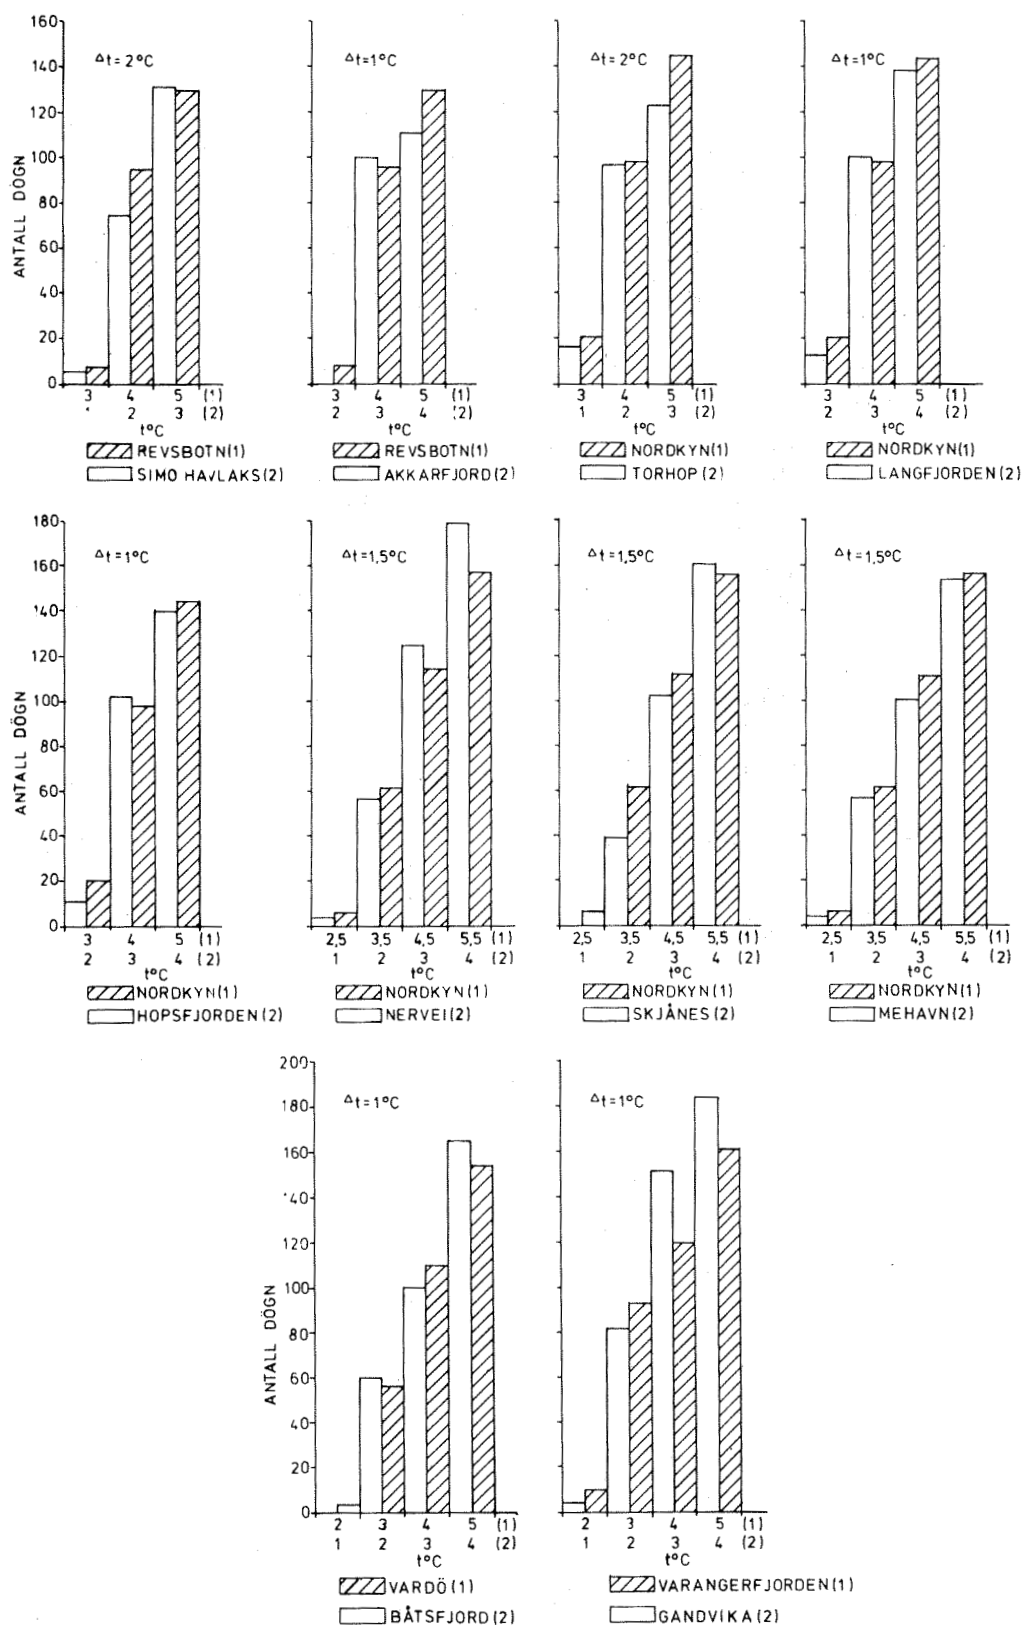 ANTALL DÖGN
160
140
120
100
80
60
40
20
0
Δt=2°C
3 4 5 (1)
2 3 (2)
t°C
REVSBOTN(1)
SIMO HAVLAKS(2)
Δt=1°C
3 4 5 (1)
2 3 4 (2)
t°C
REVSBOTN(1)
AKKARFJORD(2)
Δt=2°C
3 4 5 (1)
1 2 3 (2)
t°C
NORDKYN(1)
TORHOP(2)
Δt=1°C
3 4 5 (1)
2 3 4 (2)
t°C
NORDKYN(1)
LANGFJORDEN(2)
ANTALL DÖGN
180
160
140
120
100
80
60
40
20
0
Δt=1°C
3 4 5 (1)
2 3 4 (2)
t°C
NORDKYN(1)
HOPSFJORDEN(2)
Δt=1,5°C
2,5 3,5 4,5 5,5 (1)
1 2 3 4 (2)
t°C
NORDKYN(1)
NERVEI(2)
Δt=1,5°C
2,5 3,5 4,5 5,5 (1)
1 2 3 4 (2)
t°C
NORDKYN(1)
SKJÅNES(2)
Δt=1,5°C
2,5 3,5 4,5 5,5 (1)
1 2 3 4 (2)
t°C
NORDKYN(1)
MEHAVN(2)
ANTALL DÖGN
200
180
160
140
120
100
80
60
40
20
0
Δt=1°C
2 3 4 5 (1)
1 2 3 4 (2)
t°C
VARDÖ(1)
BÅTSFJORD(2)
Δt=1°C
2 3 4 5 (1)
1 2 3 4 (2)
t°C
VARANGERFJORDEN(1)
GANDVIKA(2)